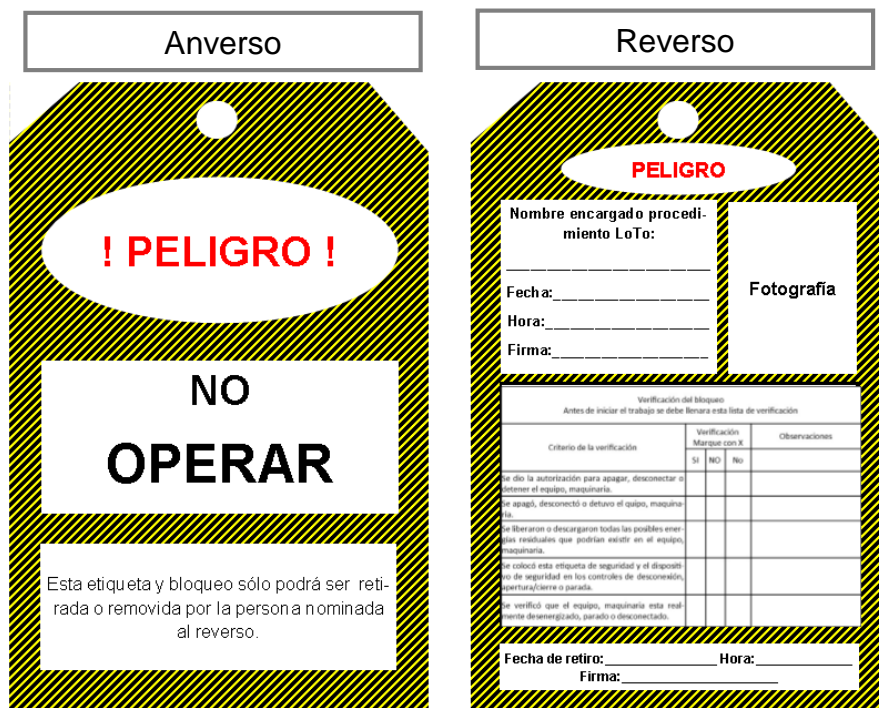 Anverso
! PELIGRO !
NO
OPERAR
Esta etiqueta y bloqueo sólo podrá ser reti-
rada o removida por la persona nominada
al reverso.
Reverso
PELIGRO
Nombre encargado procedi-
miento LoTo:
Fecha:
Hora:
Firma:
Fotografía
Verificación del bloqueo
Antes de iniciar el trabajo se debe llenara esta lista de verificación
Criterio de la verificación
Verificación
Marque con X
Observaciones
SI NO No
Se dio la autorización para apagar, desconectar o
detener el equipo, maquinaria.
Se apagó, desconectó o detuvo el quipo, maquina-
ria.
Se liberaron o descargaron todas las posibles ener-
gías residuales que podrían existir en el equipo,
maquinaria.
Se colocó esta etiqueta de seguridad y el dispositi-
vo de seguridad en los controles de desconexión,
apertura/cierre o parada.
Se verificó que el equipo, maquinaria esta real-
mente desenergizado, parado o desconectado.
Fecha de retiro: Hora:
Firma: